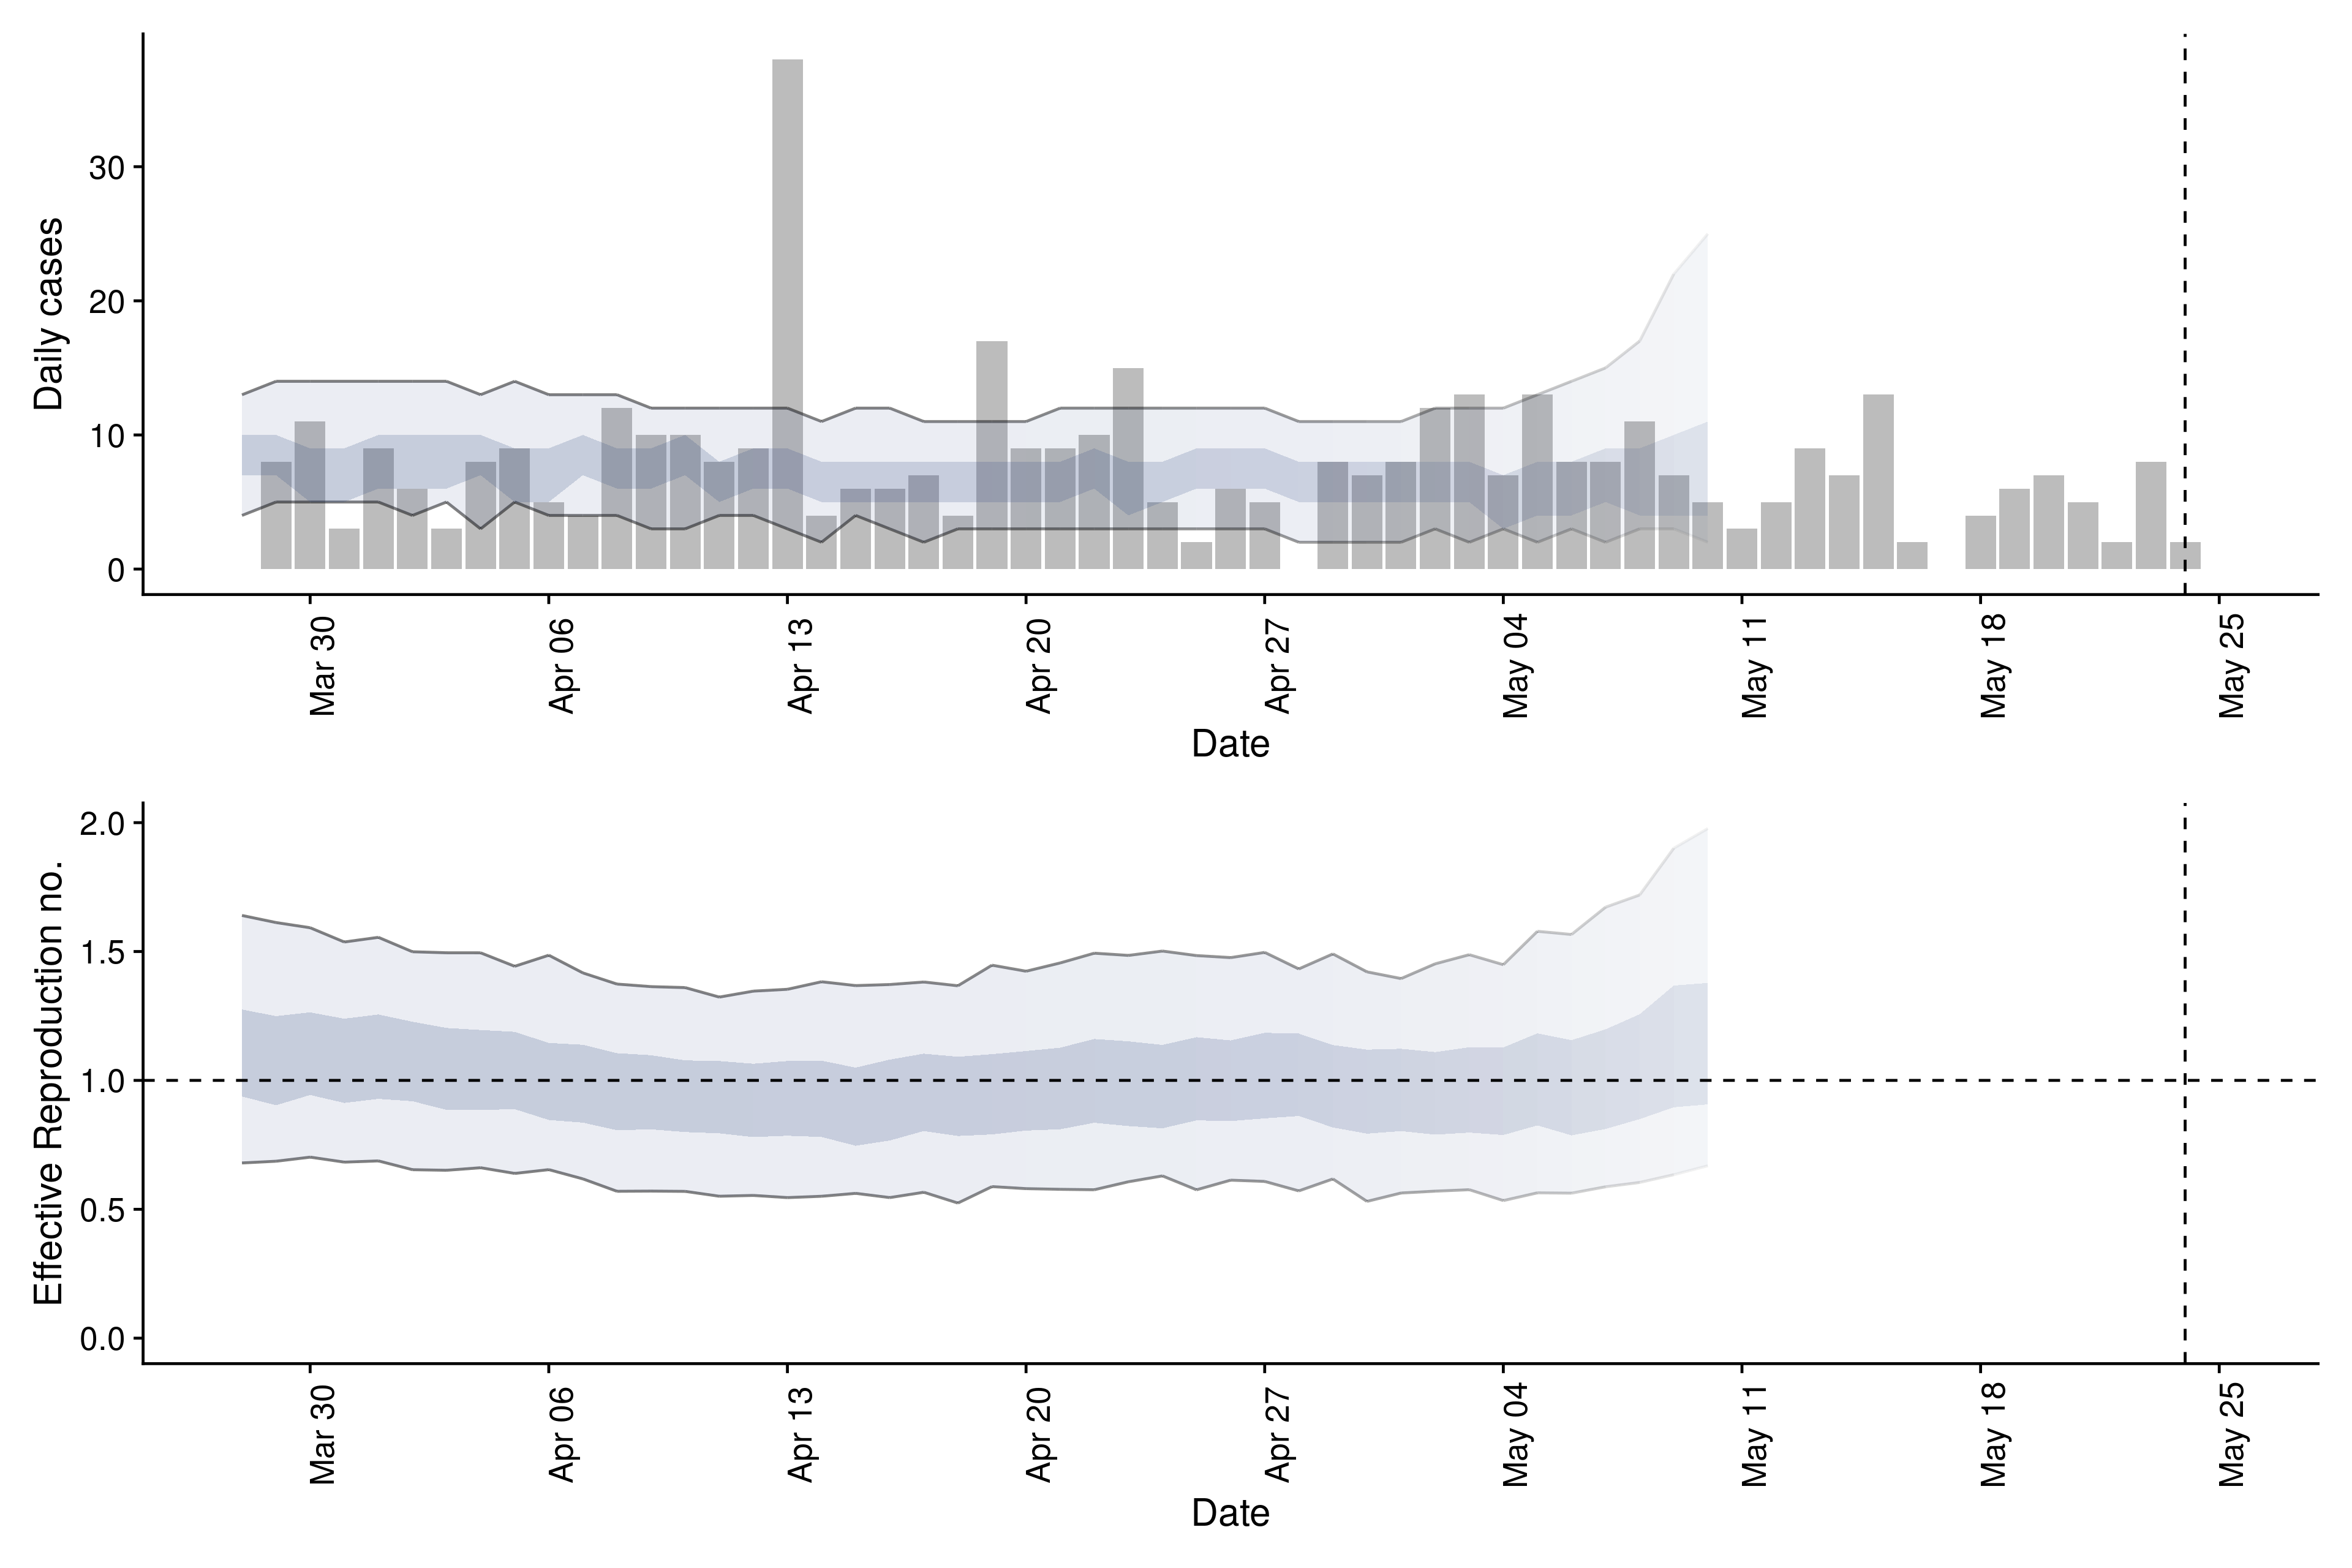 Daily cases
30
20
10
0
Mar 30
Apr 06
Apr 13
Apr 20
Apr 27
May 04
May 11
May 18
May 25
Date
Effective Reproduction no.
2.0
1.5
1.0
0.5
0.0
Mar 30
Apr 06
Apr 13
Apr 20
Apr 27
May 04
May 11
May 18
May 25
Date